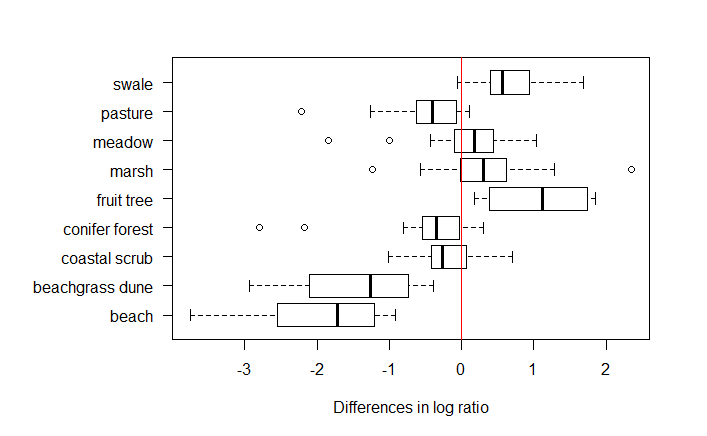 swale
pasture
meadow
marsh
fruit tree
conifer forest
coastal scrub
beachgrass dune
beach
-3 -2 -1 0 1 2
Differences in log ratio